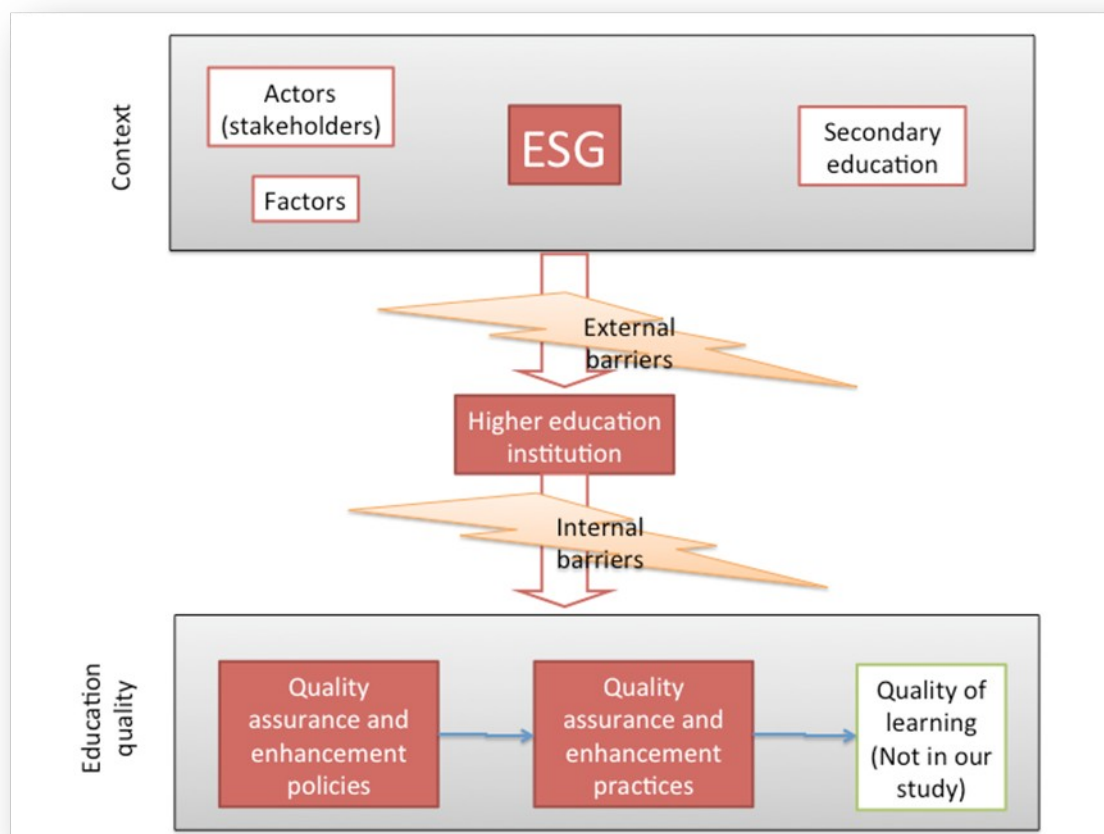 Context
Actors
(stakeholders)
Factors
ESG
Secondary
education
External
barriers
Higher education
institution
Internal
barriers
Education
quality
Quality
assurance and
enhancement
policies
Quality
assurance and
enhancement
practices
Quality of
learning
(Not in our
study)